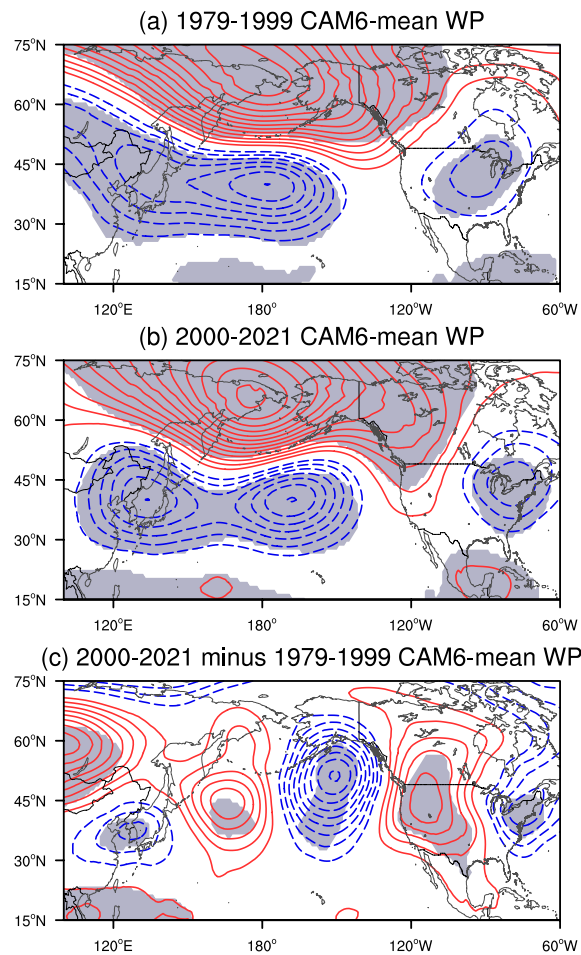 (a) 1979-1999 CAM6-mean WP
75°N
60°N
45°N
30°N
15°N
120°E 180° 120°W 60°W
(b) 2000-2021 CAM6-mean WP
75°N
60°N
45°N
30°N
15°N
120°E 180° 120°W 60°W
(c) 2000-2021 minus 1979-1999 CAM6-mean WP
75°N
60°N
45°N
30°N
15°N
120°E 180° 120°W 60°W